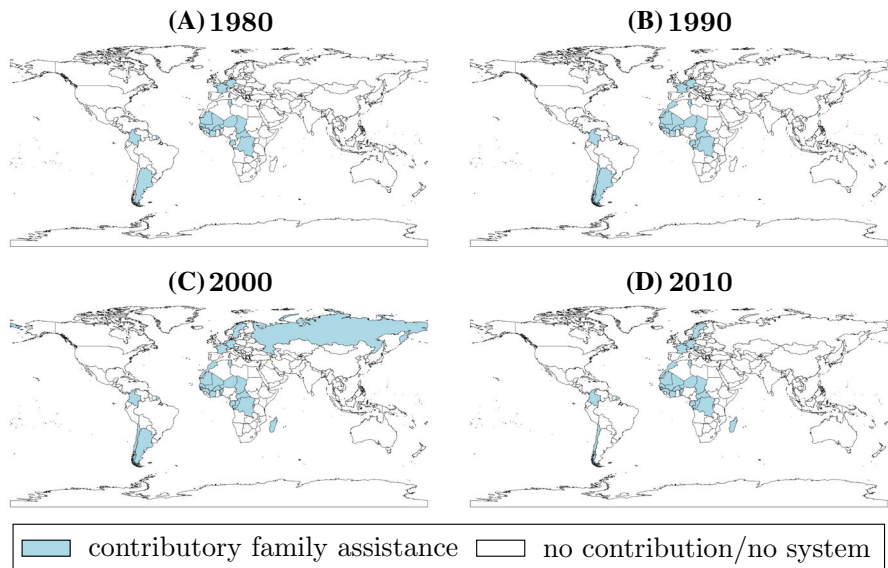 (A) 1980
(B) 1990
(C) 2000
(D) 2010
contributory family assistance
no contribution/no system